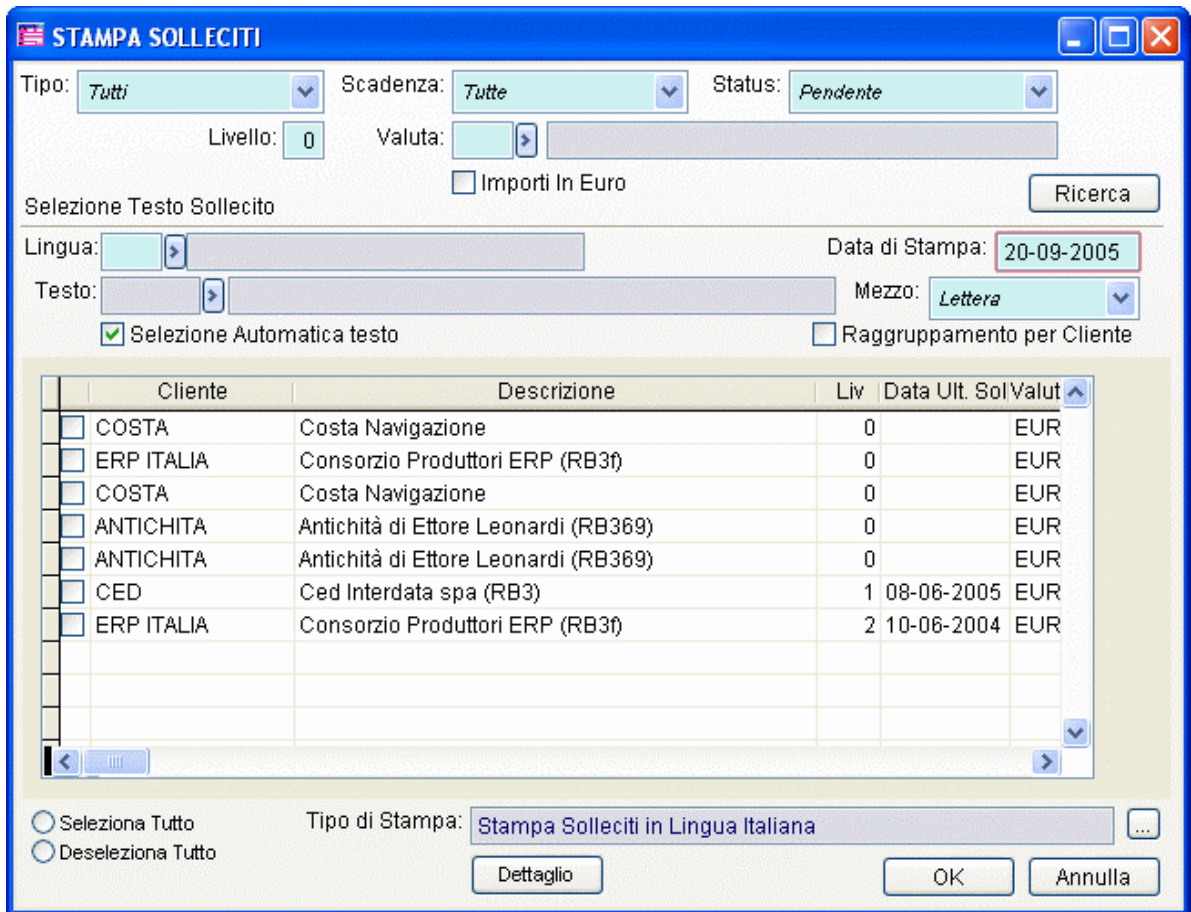 STAMPA SOLLECITI
Tipo: Tutti Scadenza: Tutte Status: Pendente
Livello: 0 Valuta:
Importi In Euro
Ricerca
Selezione Testo Sollecito
Lingua: Data di Stampa: 20-09-2005
Testo: Mezzo: Lettera
Selezione Automatica testo Raggruppamento per Cliente
Cliente Descrizione Liv Data Ult. Sol Valut
COSTA Costa Navigazione 0 EUR
ERP ITALIA Consorzio Produttori ERP (RB3f) 0 EUR
COSTA Costa Navigazione 0 EUR
ANTICHITA Antichità di Ettore Leonardi (RB369) 0 EUR
ANTICHITA Antichità di Ettore Leonardi (RB369) 0 EUR
CED Ced Interdata spa (RB3) 1 08-06-2005 EUR
ERP ITALIA Consorzio Produttori ERP (RB3f) 2 10-06-2004 EUR
Seleziona Tutto Tipo di Stampa: Stampa Solleciti in Lingua Italiana ...
Deseleziona Tutto
Dettaglio OK Annulla